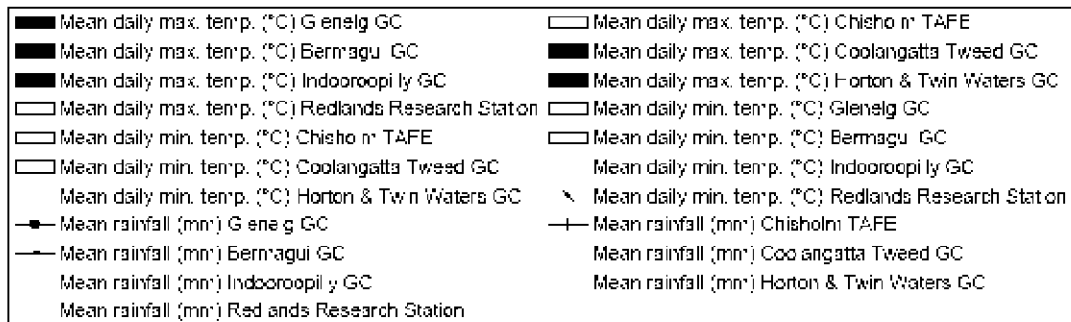 Mean daily max. temp. (°C) Glenelg GC Mean daily max. temp. (°C) Chisholm TAFE
Mean daily max. temp. (°C) Bermagui GC Mean daily max. temp. (°C) Coolangatta Tweed GC
Mean daily max. temp. (°C) Indooroopilly GC Mean daily max. temp. (°C) Horton & Twin Waters GC
Mean daily max. temp. (°C) Redlands Research Station Mean daily min. temp. (°C) Glenelg GC
Mean daily min. temp. (°C) Chisholm TAFE Mean daily min. temp. (°C) Bermagui GC
Mean daily min. temp. (°C) Coolangatta Tweed GC Mean daily min. temp. (°C) Indooroopilly GC
Mean daily min. temp. (°C) Horton & Twin Waters GC Mean daily min. temp. (°C) Redlands Research Station
Mean rainfall (mm) Glenelg GC Mean rainfall (mm) Chisholm TAFE
Mean rainfall (mm) Bermagui GC Mean rainfall (mm) Coolangatta Tweed GC
Mean rainfall (mm) Indooroopilly GC Mean rainfall (mm) Horton & Twin Waters GC
Mean rainfall (mm) Redlands Research Station